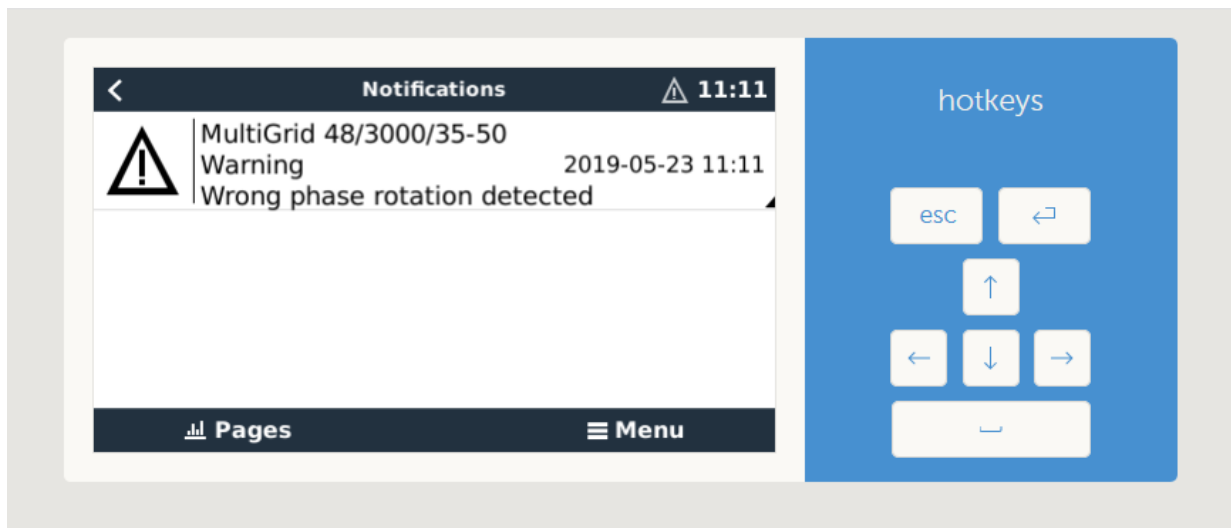 Notifications
11:11
MultiGrid 48/3000/35-50
Warning 2019-05-23 11:11
Wrong phase rotation detected
Pages
Menu
hotkeys
esc